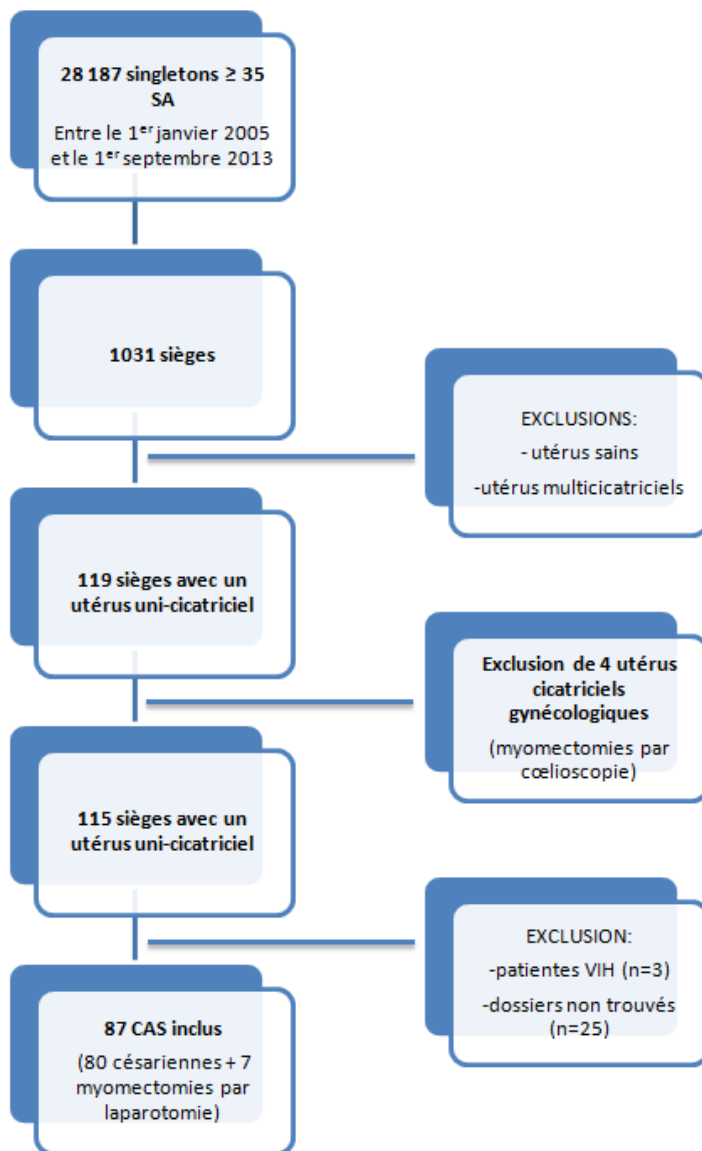 28 187 singletons ≥ 35
SA
Entre le 1er janvier 2005
et le 1er septembre 2013
1031 sièges
EXCLUSIONS:
- utérus sains
-utérus multicicatriciels
119 sièges avec un
utérus uni-cicatriciel
Exclusion de 4 utérus
cicatriciels
gynécologiques
(myomectomies par
cœlioscopie)
115 sièges avec un
utérus uni-cicatriciel
EXCLUSION:
-patientes VIH (n=3)
-dossiers non trouvés
(n=25)
87 CAS inclus
(80 césariennes + 7
myomectomies par
laparotomie)